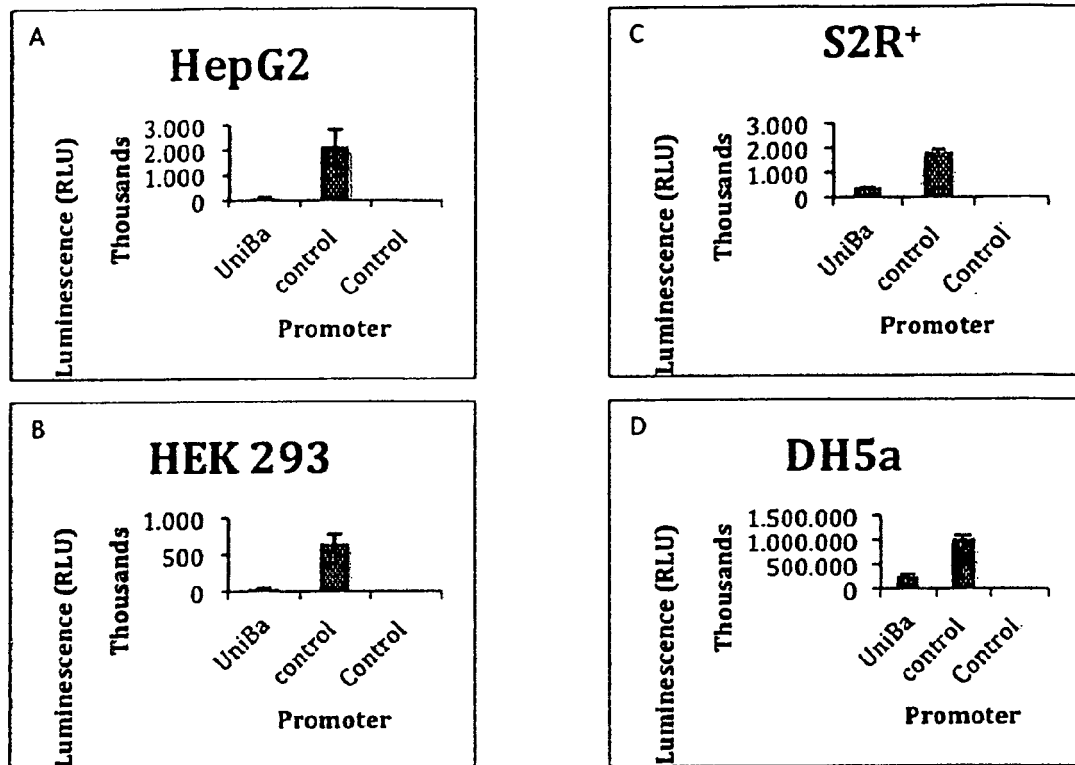 A
HepG2
Luminescence (RLU)
Thousands
3.000
2.000
1.000
0
UniBa
control
Control
Promoter
B
HEK 293
Luminescence (RLU)
Thousands
1.000
500
0
UniBa
control
Control
Promoter
C
S2R+
Luminescence (RLU)
Thousands
3.000
2.000
1.000
0
UniBa
control
Control
Promoter
D
DH5a
Luminescence (RLU)
Thousands
1.500.000
1.000.000
500.000
0
UniBa
control
Control
Promoter